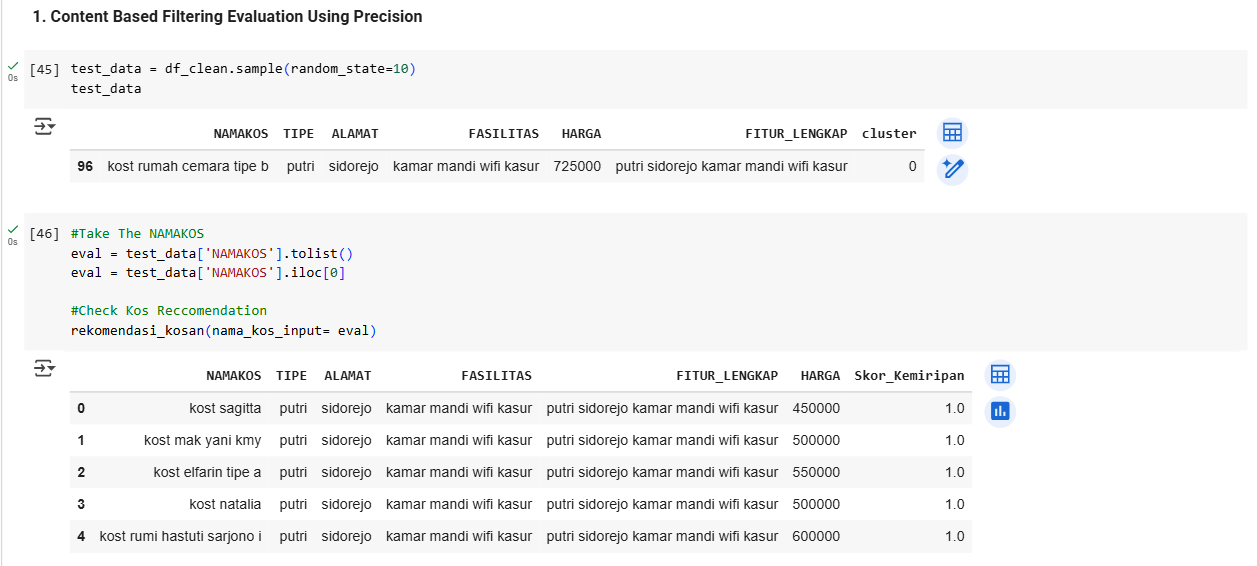 1. Content Based Filtering Evaluation Using Precision
[45] test_data = df_clean.sample(random_state=10)
test_data
0s
NAMAKOS TIPE ALAMAT FASILITAS HARGA FITUR_LENGKAP cluster
96 kost rumah cemara tipe b putri sidorejo kamar mandi wifi kasur 725000 putri sidorejo kamar mandi wifi kasur 0
[46] #Take The NAMAKOS
0s
eval = test_data['NAMAKOS'].tolist()
eval = test_data['NAMAKOS'].iloc[0]
#Check Kos Reccomendation
rekomendasi_kosan(nama_kos_input= eval)
NAMAKOS TIPE ALAMAT FASILITAS FITUR_LENGKAP HARGA Skor_Kemiripan
0 kost sagitta putri sidorejo kamar mandi wifi kasur putri sidorejo kamar mandi wifi kasur 450000 1.0
1 kost mak yani kmy putri sidorejo kamar mandi wifi kasur putri sidorejo kamar mandi wifi kasur 500000 1.0
2 kost elfarin tipe a putri sidorejo kamar mandi wifi kasur putri sidorejo kamar mandi wifi kasur 550000 1.0
3 kost natalia putri sidorejo kamar mandi wifi kasur putri sidorejo kamar mandi wifi kasur 500000 1.0
4 kost rumi hastuti sarjono i putri sidorejo kamar mandi wifi kasur putri sidorejo kamar mandi wifi kasur 600000 1.0